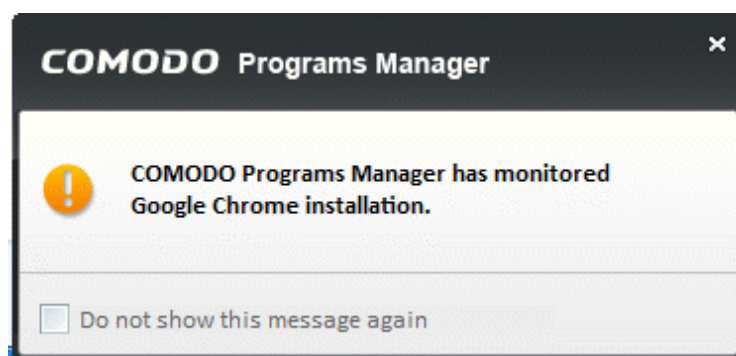 COMODO Programs Manager
COMODO Programs Manager has monitored
Google Chrome installation.
Do not show this message again